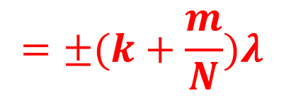 = ±(k + m/N)λ